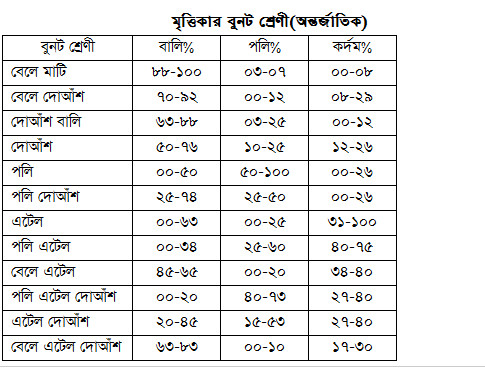 মৃত্তিকার বুনট শ্রেণী(অন্তর্জাতিক)
বুনট শ্রেণী বালি% পলি% কর্দম%
বেলে মাটি ৮৮-১০০ ০৩-০৭ ০০-০৮
বেলে দোআঁশ ৭০-৯২ ০০-১২ ০৮-২৯
দোআঁশ বালি ৬৩-৮৮ ০৩-২৫ ০০-১২
দোআঁশ ৫০-৭৬ ১০-২৫ ১২-২৬
পলি ০০-৫০ ৫০-১০০ ০০-২৬
পলি দোআঁশ ২৫-৭৪ ২৫-৫০ ০০-২৬
এটেল ০০-৬৩ ০০-২৫ ৩১-১০০
পলি এটেল ০০-৩৪ ২৫-৬০ ৪০-৭৫
বেলে এটেল ৪৫-৬৫ ০০-২০ ৩৪-৪০
পলি এটেল দোআঁশ ০০-২০ ৪০-৭৩ ২৭-৪০
এটেল দোআঁশ ২০-৪৫ ১৫-৫৩ ২৭-৪০
বেলে এটেল দোআঁশ ৬৩-৮৩ ০০-১০ ১৭-৩০